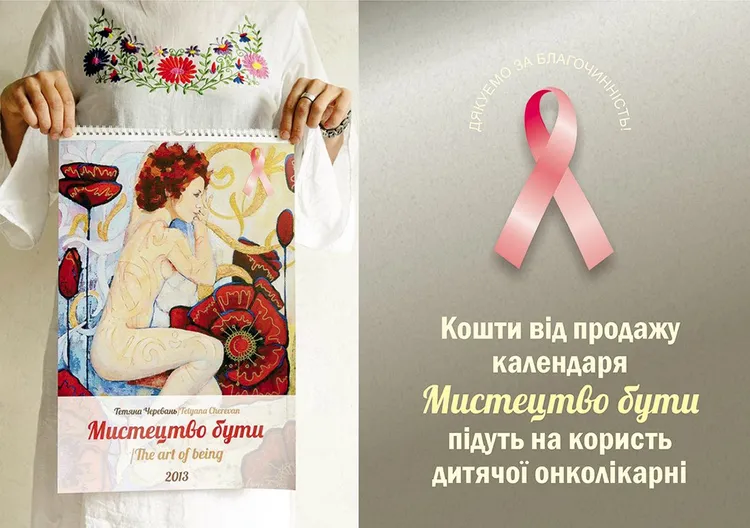 Тетяна Черевань/Tetyana Cherevan
Мистецтво бути
/The art of being
2013
ДЯКУЄМО ЗА БЛАГОЧИННІСТЬ!
Кошти від продажу
календаря
Мистецтво бути
підуть на користь
дитячої онколікарні